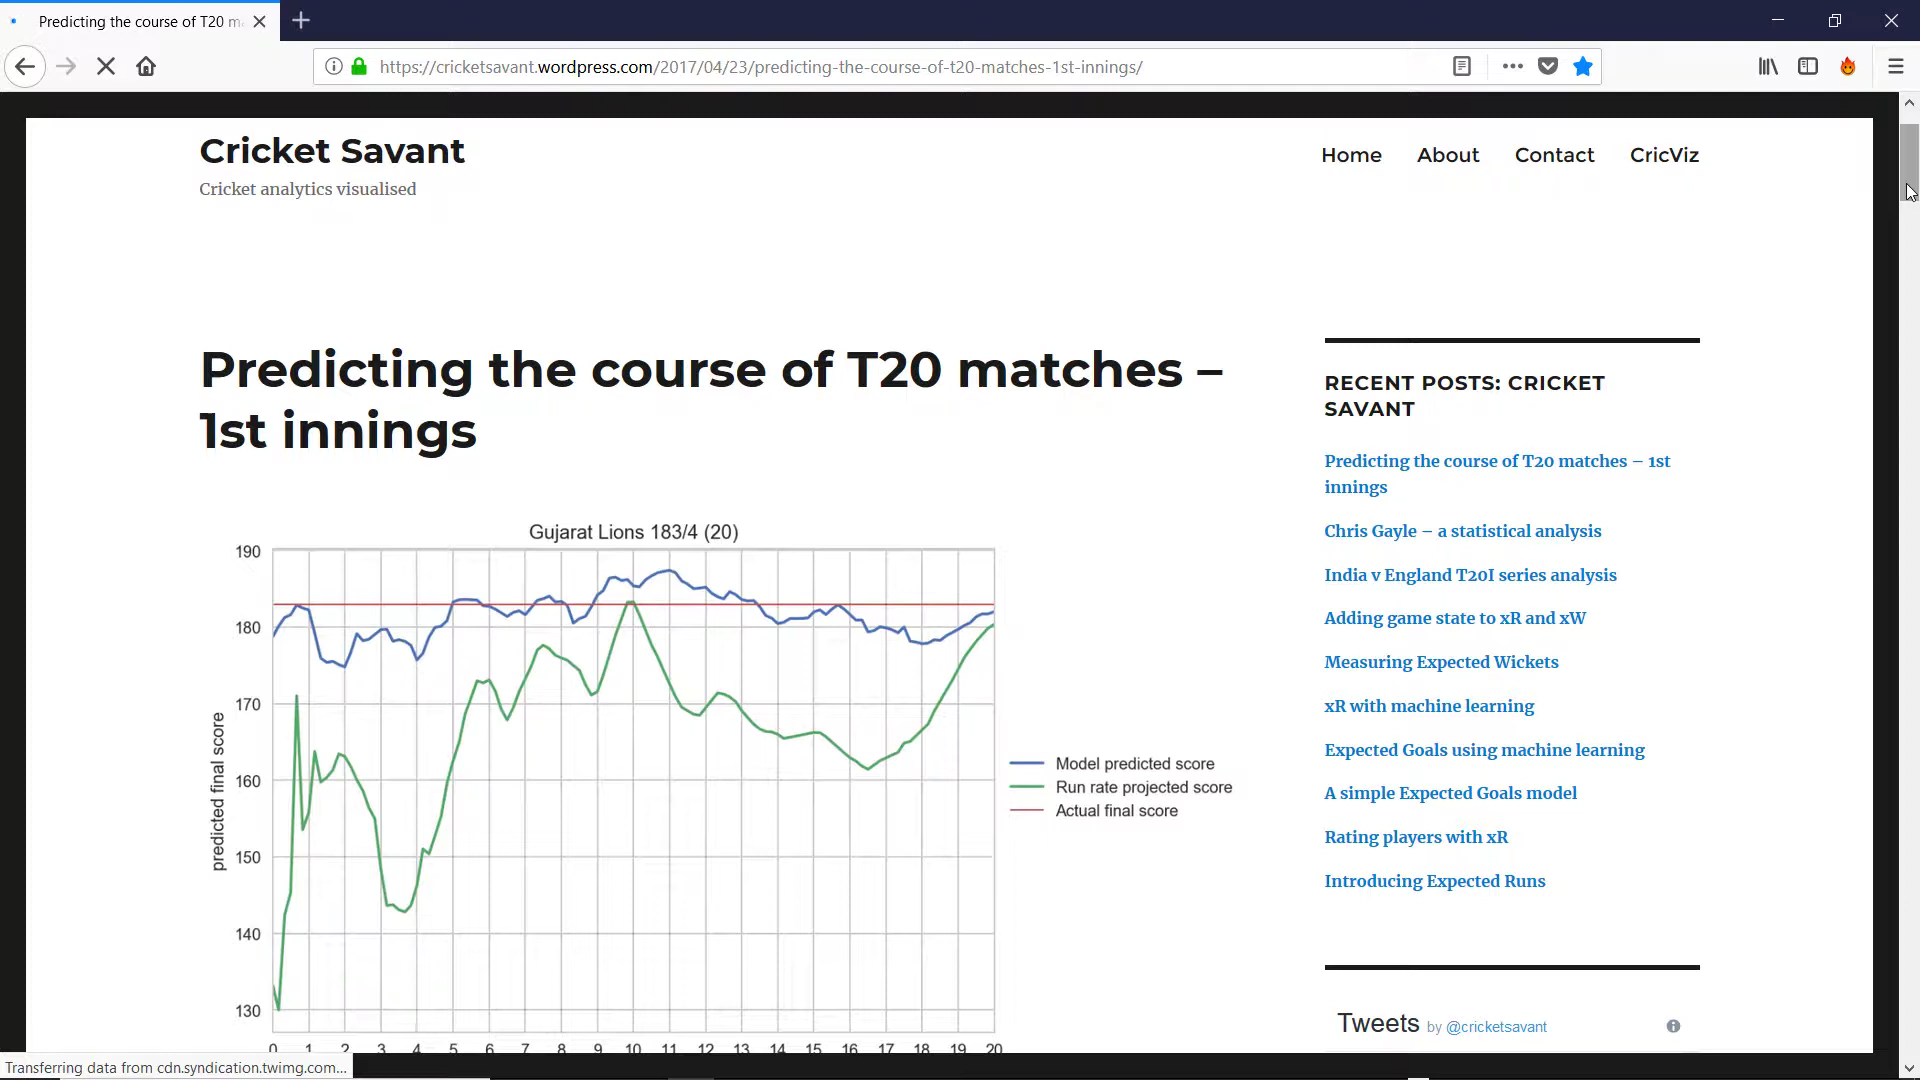 Predicting the course of T20 m
https://cricketsavant.wordpress.com/2017/04/23/predicting-the-course-of-t20-matches-1st-innings/
Cricket Savant
Cricket analytics visualised
Home About Contact CricViz
Predicting the course of T20 matches –
1st innings
Gujarat Lions 183/4 (20)
190
180
170
160
150
140
130
predicted final score
0 1 2 3 4 5 6 7 8 9 10 11 12 13 14 15 16 17 18 19 20
Model predicted score
Run rate projected score
Actual final score
RECENT POSTS: CRICKET
SAVANT
Predicting the course of T20 matches – 1st
innings
Chris Gayle – a statistical analysis
India v England T20I series analysis
Adding game state to xR and xW
Measuring Expected Wickets
xR with machine learning
Expected Goals using machine learning
A simple Expected Goals model
Rating players with xR
Introducing Expected Runs
Tweets by @cricketsavant
Transferring data from cdn.syndication.twimg.com...